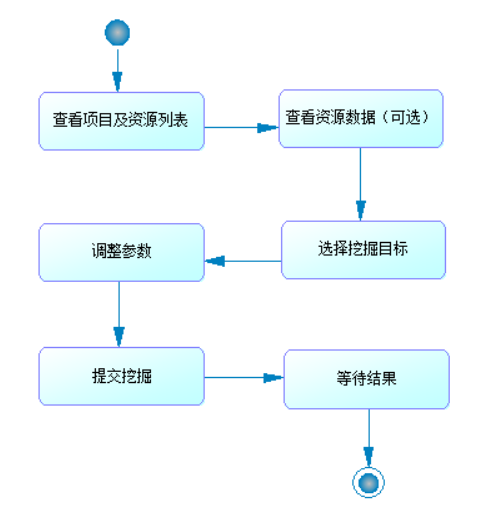 查看项目及资源列表
查看资源数据（可选）
选择挖掘目标
调整参数
提交挖掘
等待结果